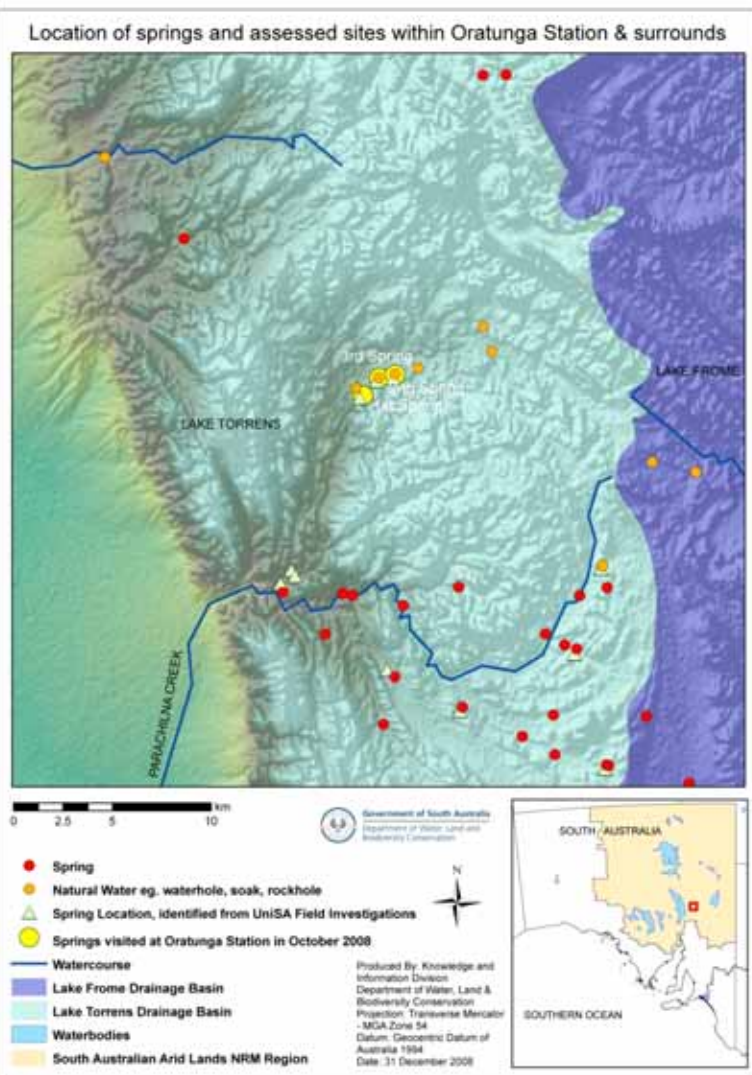 Location of springs and assessed sites within Oratunga Station & surrounds
3rd Spring
LAKE FROME
LAKE TORRENS
PARACHILNA CREEK
km
0 2.5 5 10
Government of South Australia
Department of Water, Land and
Biodiversity Conservation
N
Spring
Natural Water eg. waterhole, soak, rockhole
Spring Location, identified from UniSA Field Investigations
Springs visited at Oratunga Station in October 2008
Watercourse
Lake Frome Drainage Basin
Lake Torrens Drainage Basin
Waterbodies
South Australian Arid Lands NRM Region
Produced By: Knowledge and
Information Division
Department of Water, Land &
Biodiversity Conservation
Projection: Transverse Mercator
- MGA Zone 54
Datum: Geocentric Datum of
Australia 1994
Date: 31 December 2008
SOUTH AUSTRALIA
SOUTHERN OCEAN